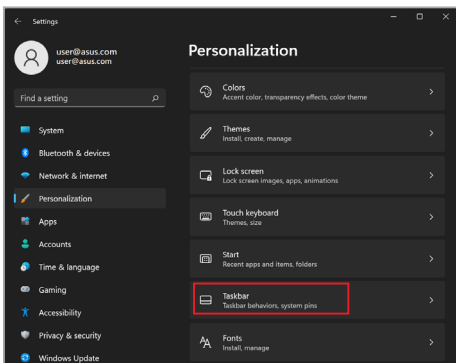 Settings
user@asus.com
user@asus.com
Find a setting
System
Bluetooth & devices
Network & internet
Personalization
Apps
Accounts
Time & language
Gaming
Accessibility
Privacy & security
Windows Update
Personalization
Colors
Accent color, transparency effects, color theme
Themes
Install, create, manage
Lock screen
Lock screen images, apps, animations
Touch keyboard
Themes, size
Start
Recent apps and items, folders
Taskbar
Taskbar behaviors, system pins
Fonts
Install, manage